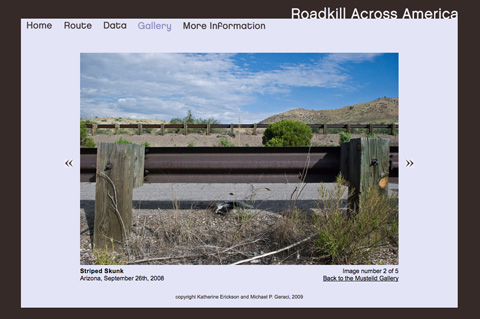 Roadkill Across America
Home Route Data Gallery More Information
« »
Striped Skunk
Image number 2 of 5
Arizona, September 26th, 2008
Back to the Mustelid Gallery
copyright Katherine Erickson and Michael P. Geraci, 2009